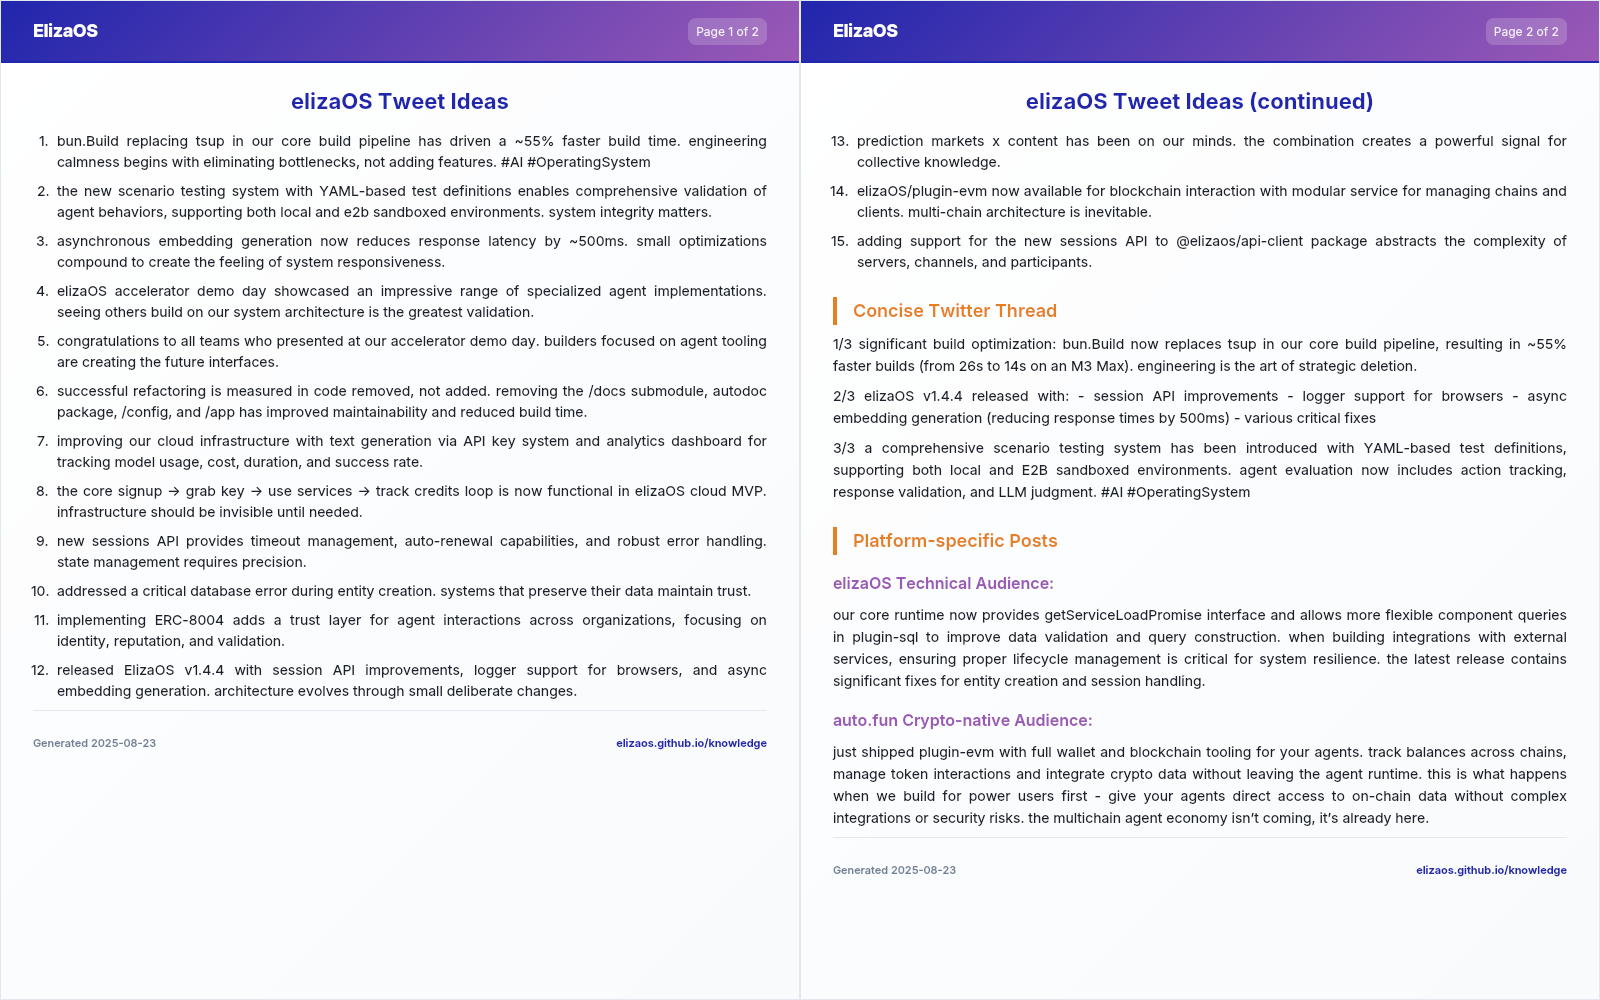 ElizaOS
Page 1 of 2
elizaOS Tweet Ideas
1. bun.Build replacing tsup in our core build pipeline has driven a ~55% faster build time. engineering
calmness begins with eliminating bottlenecks, not adding features. #AI #OperatingSystem
2. the new scenario testing system with YAML-based test definitions enables comprehensive validation of
agent behaviors, supporting both local and e2b sandboxed environments. system integrity matters.
3. asynchronous embedding generation now reduces response latency by ~500ms. small optimizations
compound to create the feeling of system responsiveness.
4. elizaOS accelerator demo day showcased an impressive range of specialized agent implementations.
seeing others build on our system architecture is the greatest validation.
5. congratulations to all teams who presented at our accelerator demo day. builders focused on agent tooling
are creating the future interfaces.
6. successful refactoring is measured in code removed, not added. removing the /docs submodule, autodoc
package, /config, and /app has improved maintainability and reduced build time.
7. improving our cloud infrastructure with text generation via API key system and analytics dashboard for
tracking model usage, cost, duration, and success rate.
8. the core signup → grab key → use services → track credits loop is now functional in elizaOS cloud MVP.
infrastructure should be invisible until needed.
9. new sessions API provides timeout management, auto-renewal capabilities, and robust error handling.
state management requires precision.
10. addressed a critical database error during entity creation. systems that preserve their data maintain trust.
11. implementing ERC-8004 adds a trust layer for agent interactions across organizations, focusing on
identity, reputation, and validation.
12. released ElizaOS v1.4.4 with session API improvements, logger support for browsers, and async
embedding generation. architecture evolves through small deliberate changes.
Generated 2025-08-23
elizaos.github.io/knowledge
ElizaOS
Page 2 of 2
elizaOS Tweet Ideas (continued)
13. prediction markets x content has been on our minds. the combination creates a powerful signal for
collective knowledge.
14. elizaOS/plugin-evm now available for blockchain interaction with modular service for managing chains and
clients. multi-chain architecture is inevitable.
15. adding support for the new sessions API to @elizaos/api-client package abstracts the complexity of
servers, channels, and participants.
Concise Twitter Thread
1/3 significant build optimization: bun.Build now replaces tsup in our core build pipeline, resulting in ~55%
faster builds (from 26s to 14s on an M3 Max). engineering is the art of strategic deletion.
2/3 elizaOS v1.4.4 released with: - session API improvements - logger support for browsers - async
embedding generation (reducing response times by 500ms) - various critical fixes
3/3 a comprehensive scenario testing system has been introduced with YAML-based test definitions,
supporting both local and E2B sandboxed environments. agent evaluation now includes action tracking,
response validation, and LLM judgment. #AI #OperatingSystem
Platform-specific Posts
elizaOS Technical Audience:
our core runtime now provides getServiceLoadPromise interface and allows more flexible component queries
in plugin-sql to improve data validation and query construction. when building integrations with external
services, ensuring proper lifecycle management is critical for system resilience. the latest release contains
significant fixes for entity creation and session handling.
auto.fun Crypto-native Audience:
just shipped plugin-evm with full wallet and blockchain tooling for your agents. track balances across chains,
manage token interactions and integrate crypto data without leaving the agent runtime. this is what happens
when we build for power users first - give your agents direct access to on-chain data without complex
integrations or security risks. the multichain agent economy isn't coming, it's already here.
Generated 2025-08-23
elizaos.github.io/knowledge